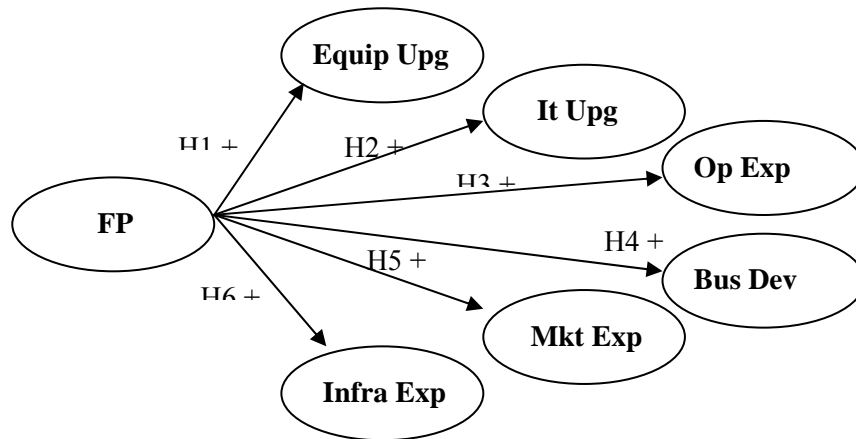 Equip Upg
It Upg
H1 +
H2 +
Op Exp
H3 +
FP
H4 +
H5 +
Bus Dev
H6 +
Mkt Exp
Infra Exp